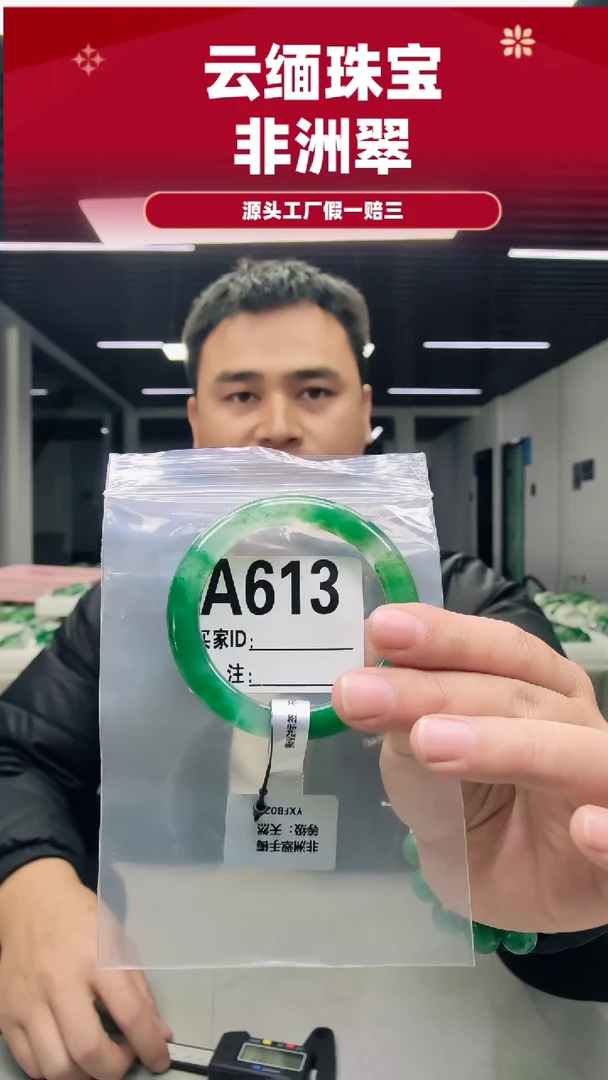 云缅珠宝
非洲翠
源头工厂假一赔三
A613
买家ID:
注:
非洲翠手镯
等级：天然
YXFB02